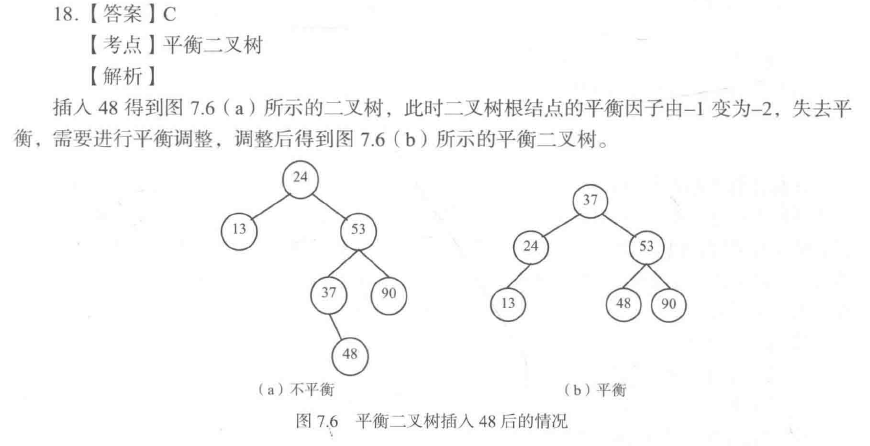 18.【答案】C
【考点】平衡二叉树
【解析】
插入 48 得到图 7.6（a）所示的二叉树，此时二叉树根结点的平衡因子由–1 变为–2，失去平
衡，需要进行平衡调整，调整后得到图 7.6（b）所示的平衡二叉树。
24
13
53
37
90
48
（a）不平衡
37
24
53
13
48
90
（b）平衡
图 7.6 平衡二叉树插入 48 后的情况